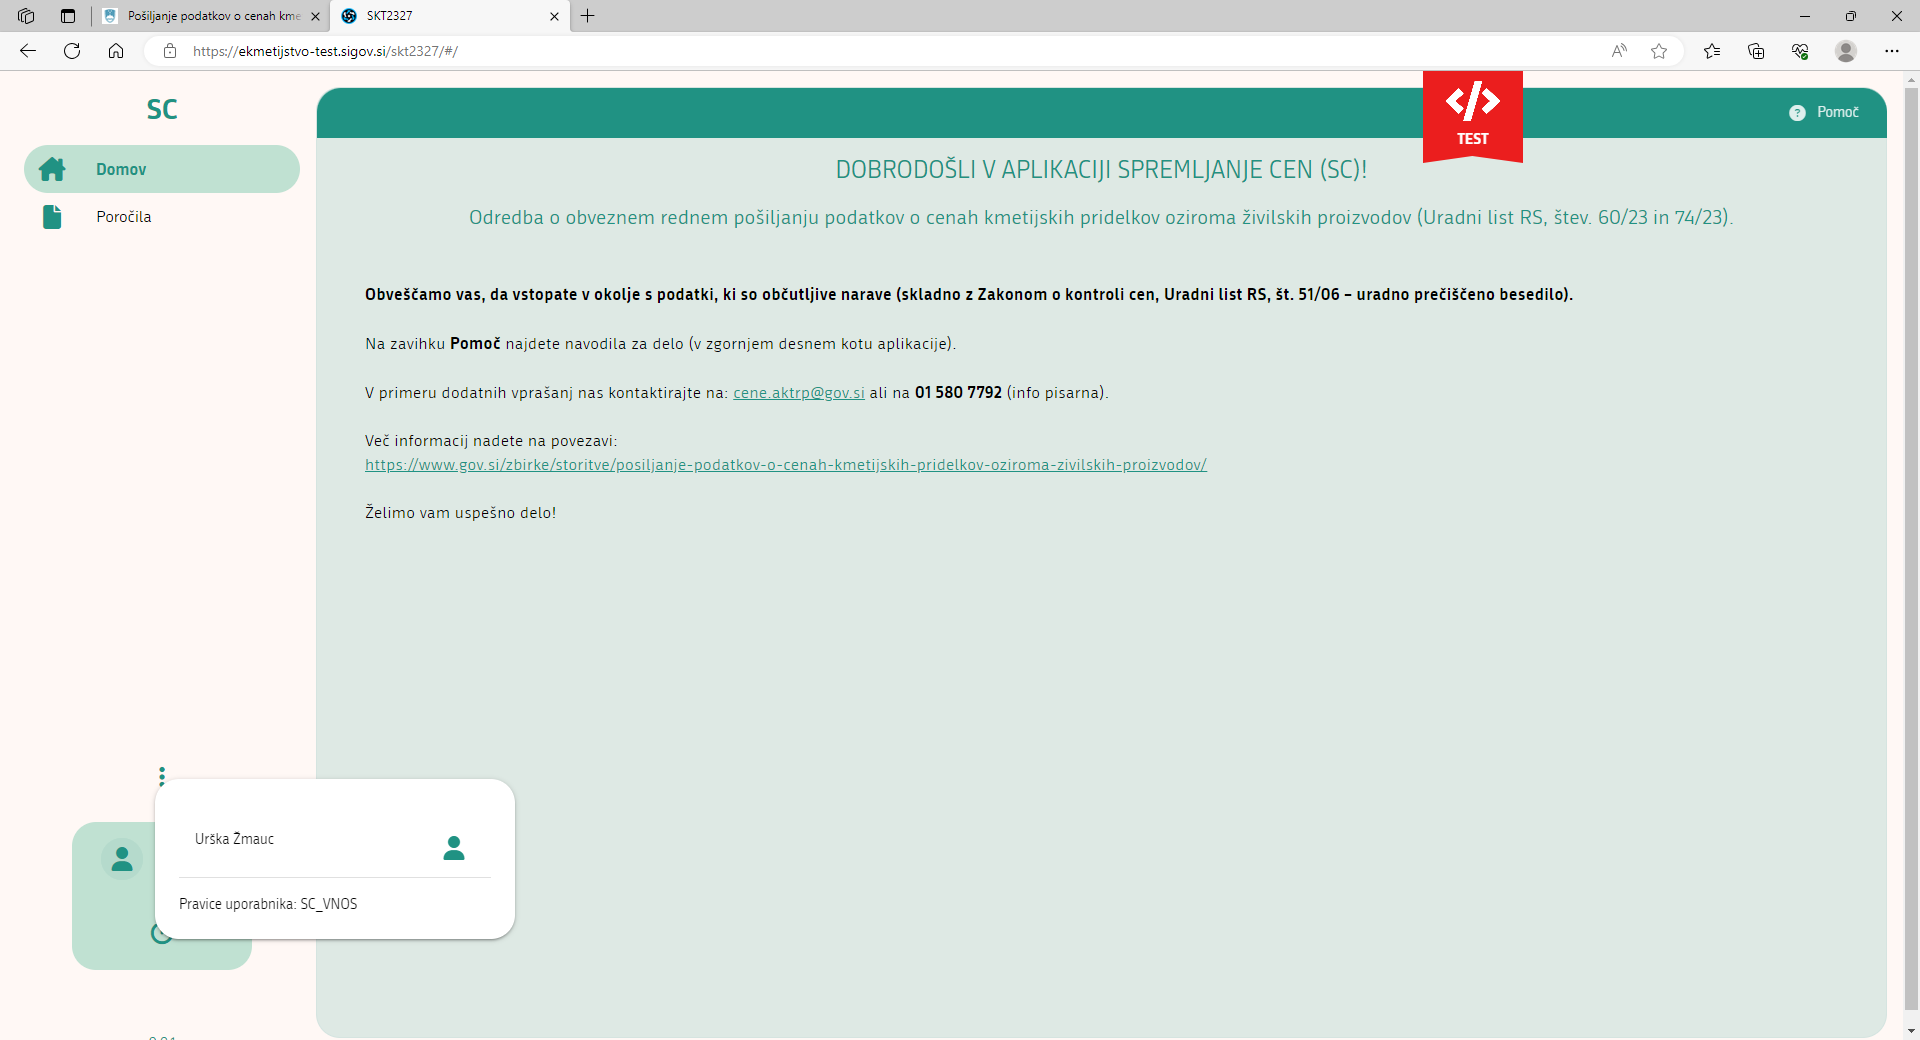 Pošiljanje podatkov o cenah kme
SKT2327
https://ekmetijstvo-test.sigov.si/skt2327/#/
SC
Domov
Poročila
TEST
Pomoč
DOBRODOŠLI V APLIKACIJI SPREMLJANJE CEN (SC)!
Odredba o obveznem rednem pošiljanju podatkov o cenah kmetijskih pridelkov oziroma živilskih proizvodov (Uradni list RS, štev. 60/23 in 74/23).
Obveščamo vas, da vstopate v okolje s podatki, ki so občutljive narave (skladno z Zakonom o kontroli cen, Uradni list RS, št. 51/06 – uradno prečiščeno besedilo).
Na zavihku Pomoč najdete navodila za delo (v zgornjem desnem kotu aplikacije).
V primeru dodatnih vprašanj nas kontaktirajte na: cene.aktrp@gov.si ali na 01 580 7792 (info pisarna).
Več informacij nadete na povezavi:
https://www.gov.si/zbirke/storitve/posiljanje-podatkov-o-cenah-kmetijskih-pridelkov-oziroma-zivilskih-proizvodov/
Želimo vam uspešno delo!
Urška Žmauc
Pravice uporabnika: SC_VNOS